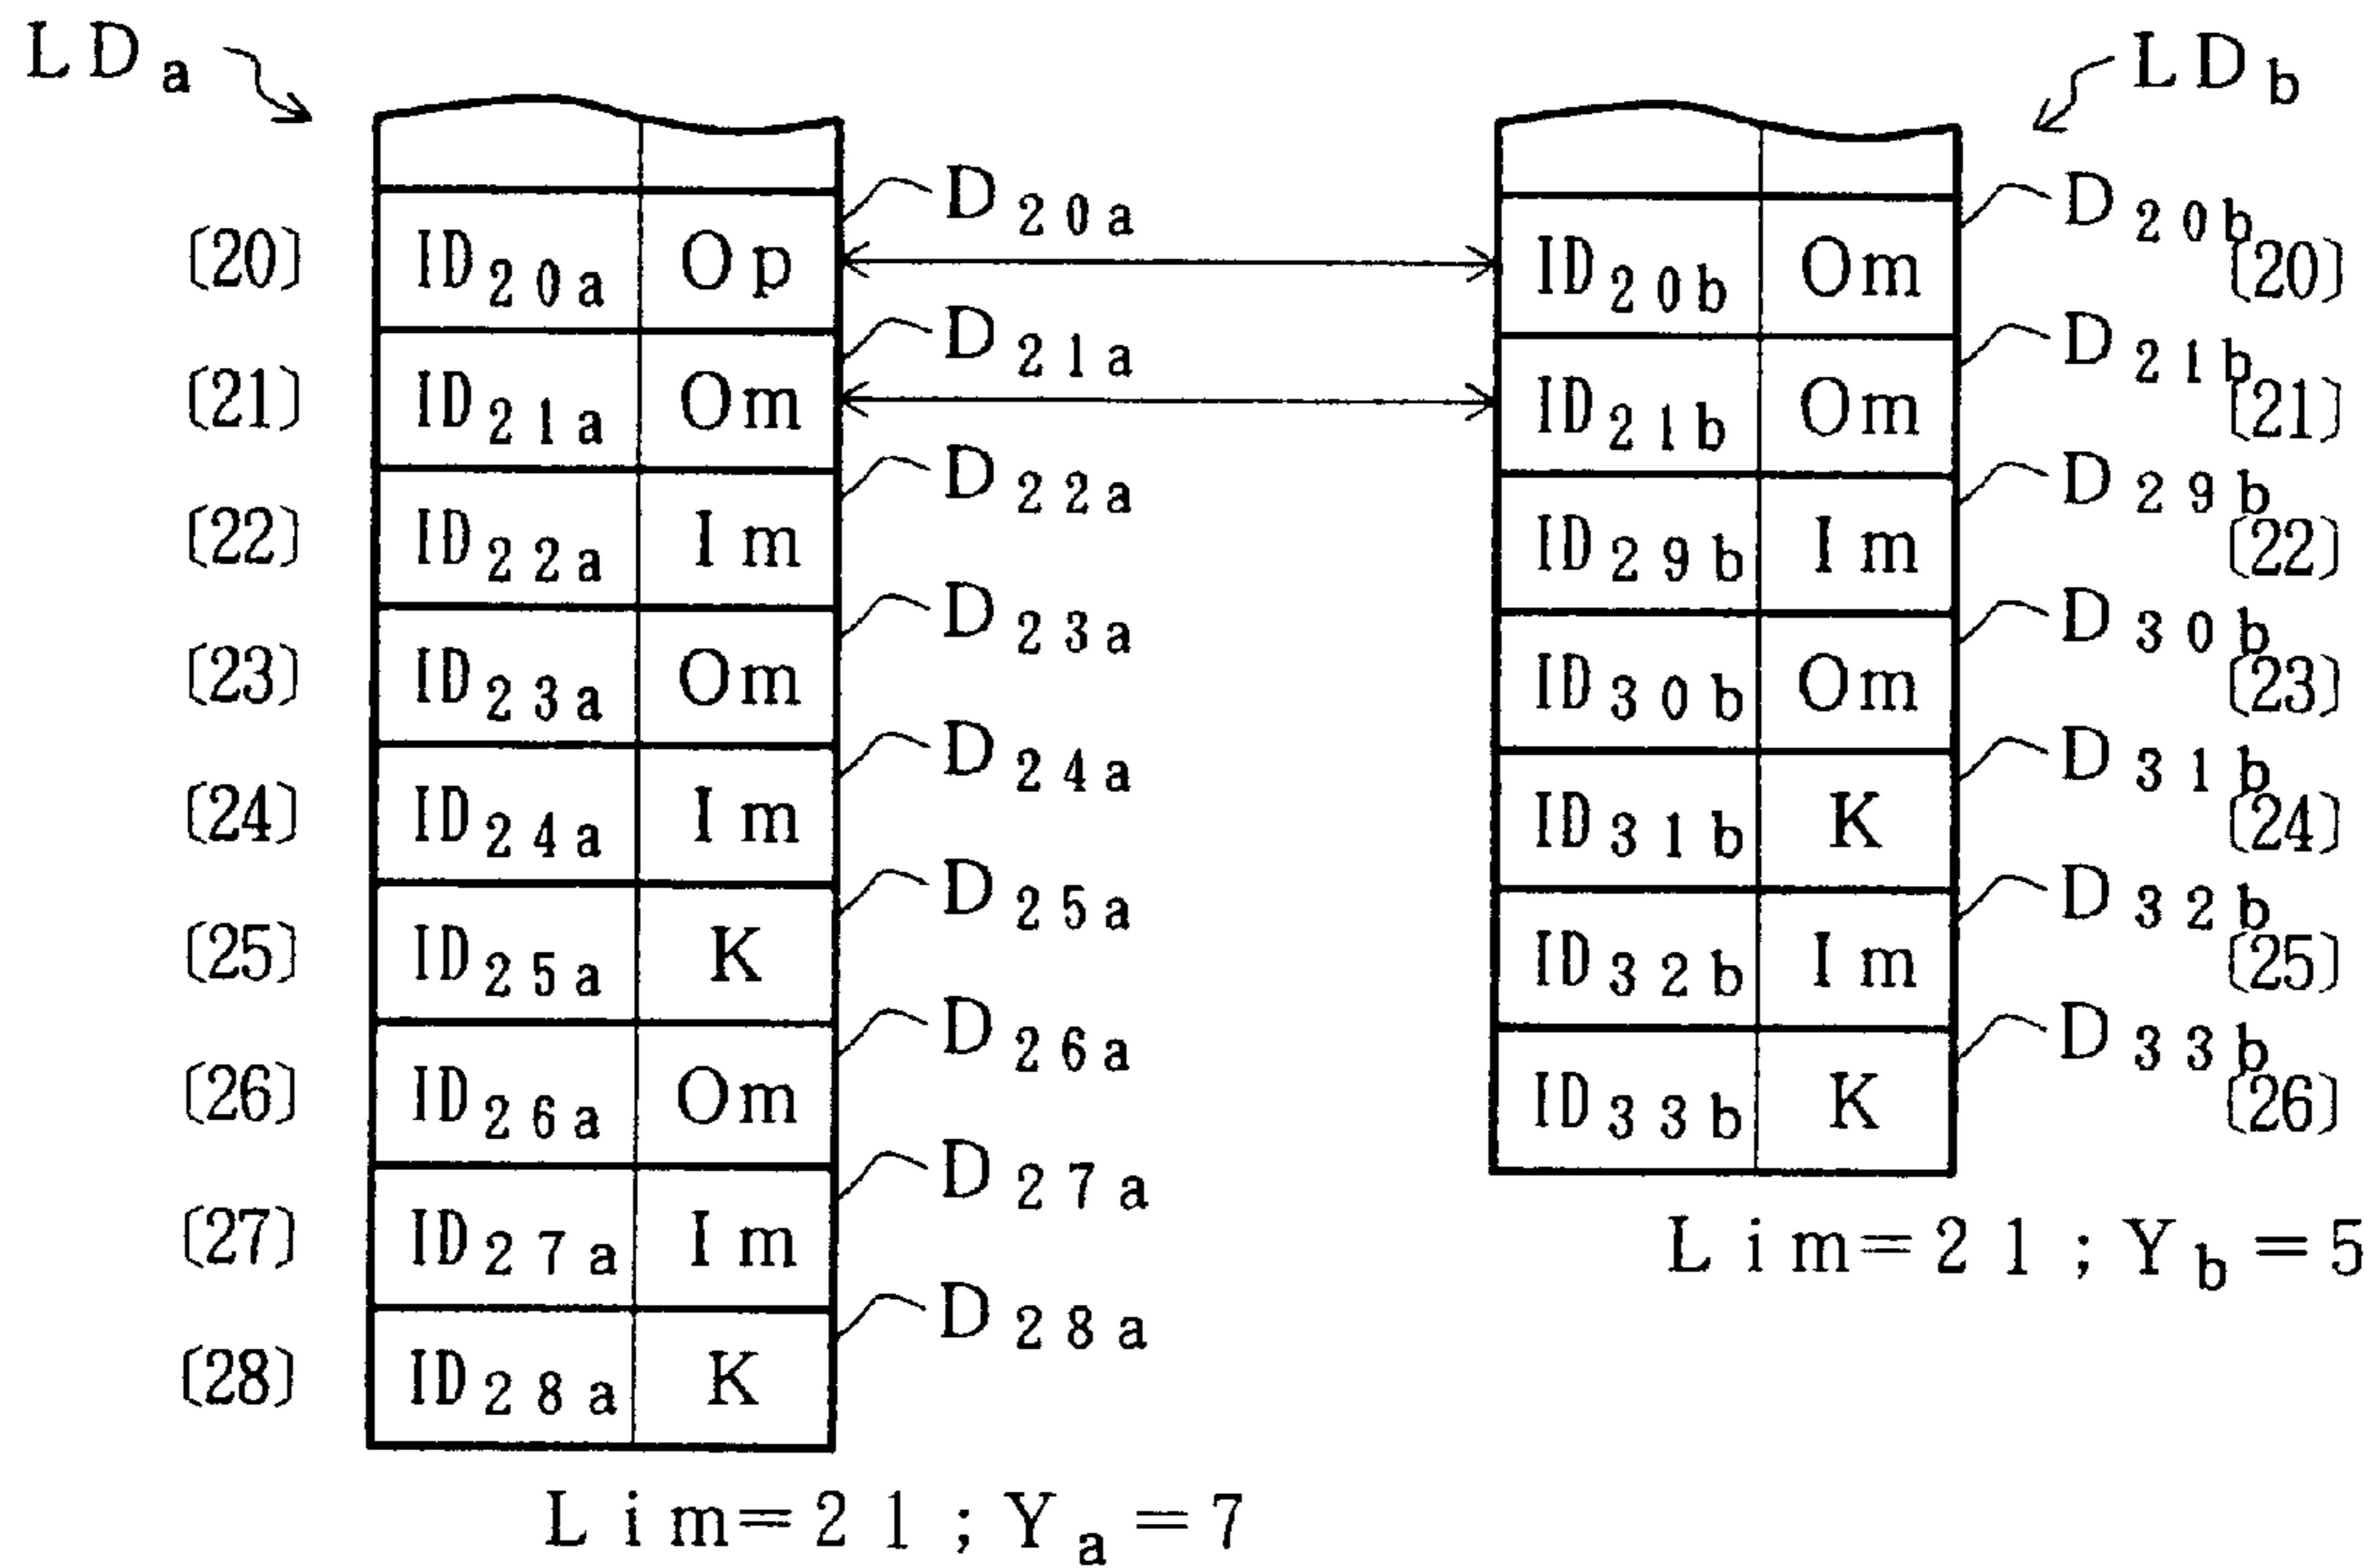 LDa LDb
D20a D20b
〔20〕 ID20a Op ID20b Om 〔20〕
D21a D21b
〔21〕 ID21a Om ID21b Om 〔21〕
D22a D29b
〔22〕 ID22a Im ID29b Im 〔22〕
D23a D30b
〔23〕 ID23a Om ID30b Om 〔23〕
D24a D31b
〔24〕 ID24a Im ID31b K 〔24〕
D25a D32b
〔25〕 ID25a K ID32b Im 〔25〕
D26a D33b
〔26〕 ID26a Om ID33b K 〔26〕
D27a
〔27〕 ID27a Im
Lim=21;Yb=5
D28a
〔28〕 ID28a K
Lim=21;Ya=7